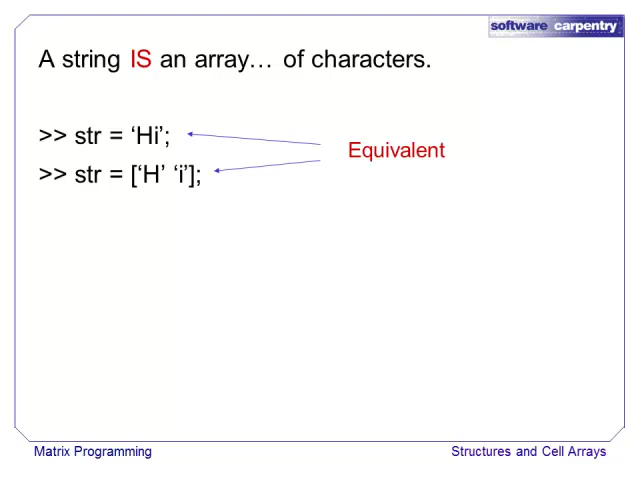 software carpentry
A string IS an array… of characters.
>> str = ‘Hi’;
Equivalent
>> str = [‘H’ ‘i’];
Matrix Programming
Structures and Cell Arrays